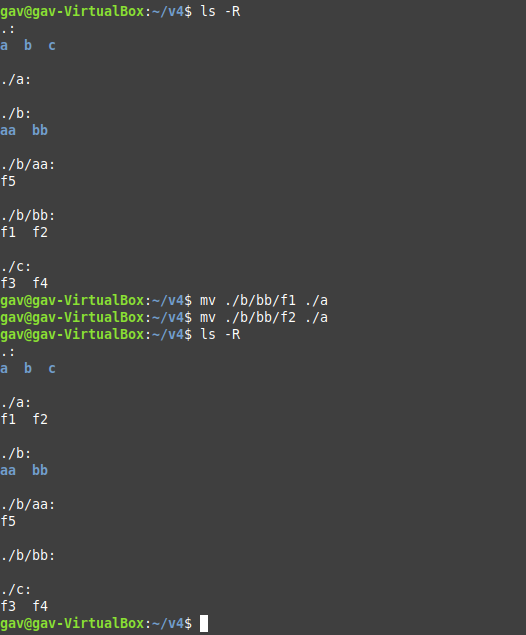 gav@gav-VirtualBox:~/v4$ ls -R
.:
a  b  c
./a:
./b:
aa  bb
./b/aa:
f5
./b/bb:
f1  f2
./c:
f3  f4
gav@gav-VirtualBox:~/v4$ mv ./b/bb/f1 ./a
gav@gav-VirtualBox:~/v4$ mv ./b/bb/f2 ./a
gav@gav-VirtualBox:~/v4$ ls -R
.:
a  b  c
./a:
f1  f2
./b:
aa  bb
./b/aa:
f5
./b/bb:
./c:
f3  f4
gav@gav-VirtualBox:~/v4$